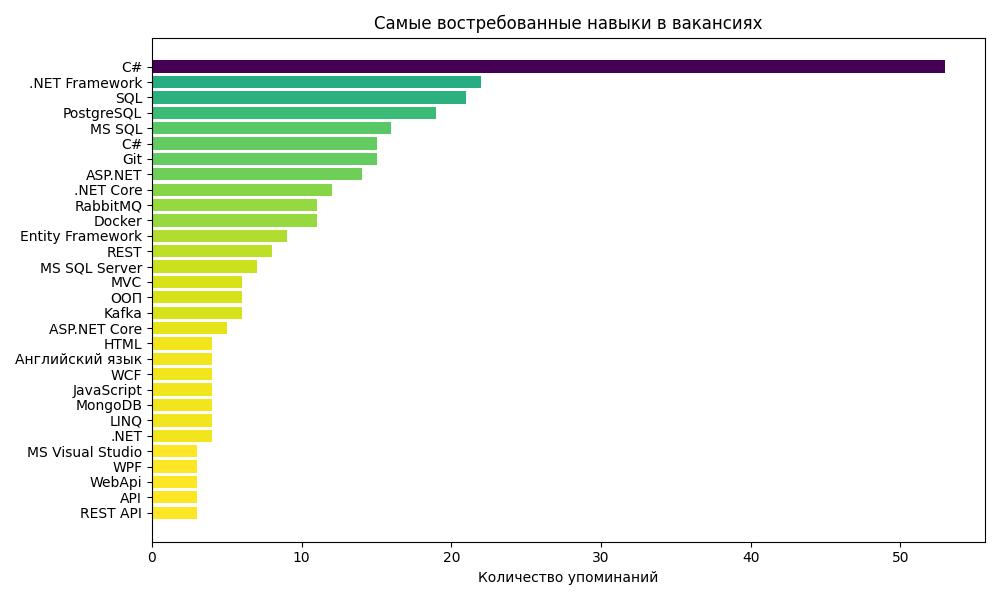 Самые востребованные навыки в вакансиях
C#
.NET Framework
SQL
PostgreSQL
MS SQL
С#
Git
ASP.NET
.NET Core
RabbitMQ
Docker
Entity Framework
REST
MS SQL Server
MVC
ООП
Kafka
ASP.NET Core
HTML
Английский язык
WCF
JavaScript
MongoDB
LINQ
.NET
MS Visual Studio
WPF
WebApi
API
REST API
0 10 20 30 40 50
Количество упоминаний